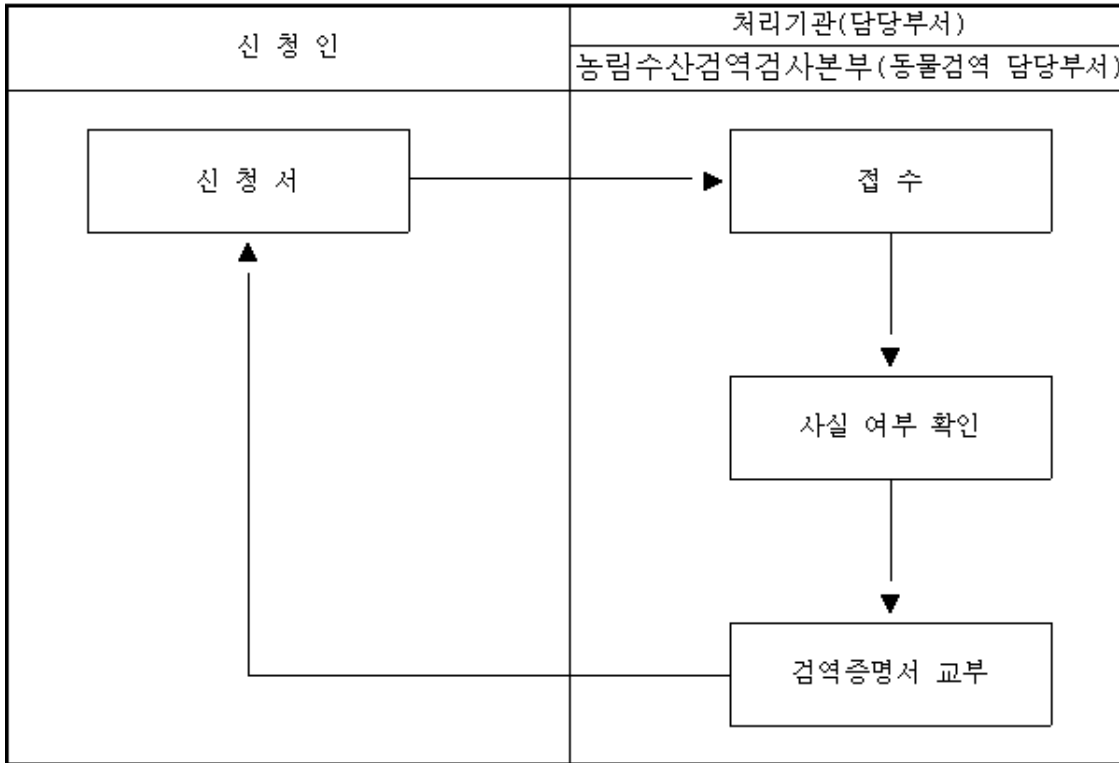 신 청 인
처리기관(담당부서)
농림수산검역검사본부(동물검역 담당부서)
신 청 서
접 수
사실 여부 확인
검역증명서 교부